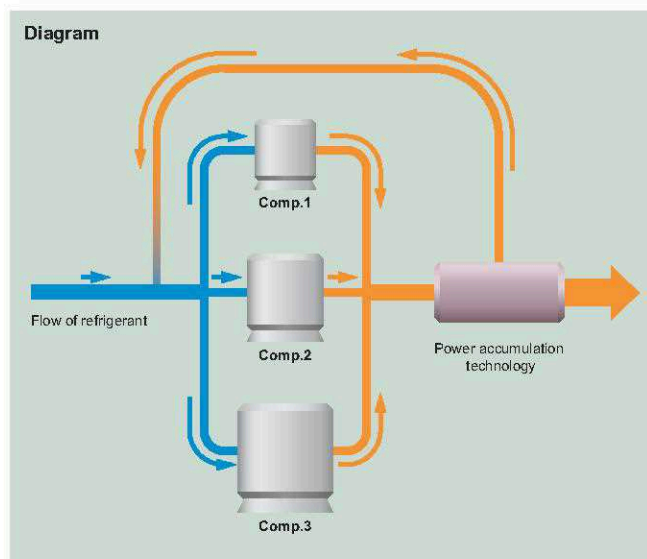 Diagram
Comp.1
Flow of refrigerant
Comp.2
Power accumulation
technology
Comp.3